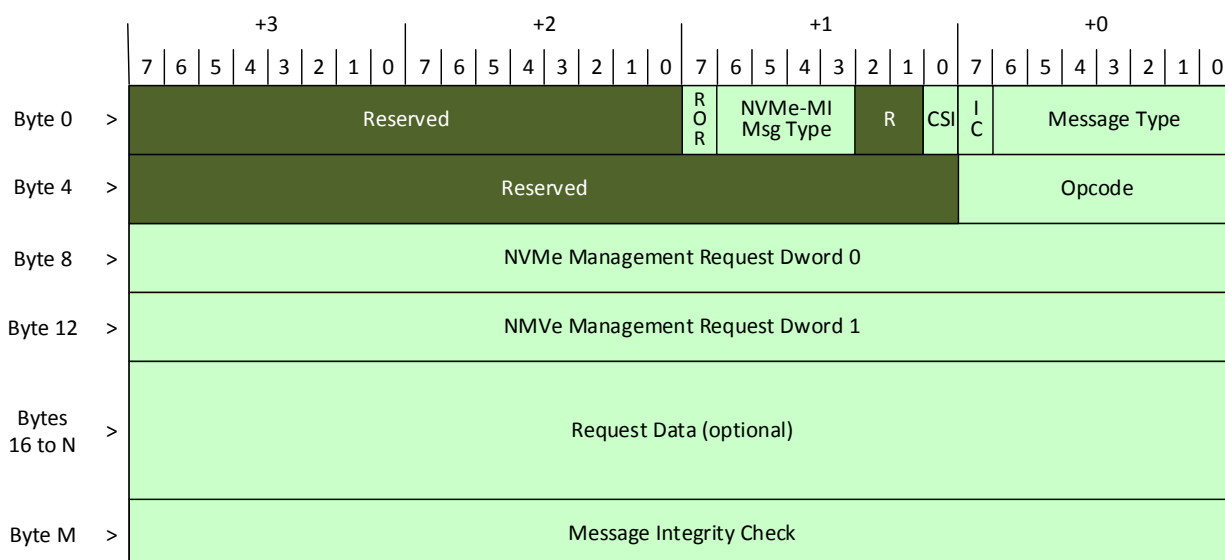 +3 +2 +1 +0
7 6 5 4 3 2 1 0 7 6 5 4 3 2 1 0 7 6 5 4 3 2 1 0 7 6 5 4 3 2 1 0
Byte 0 > Reserved ROR NVMe-MI Msg Type R CSI IC Message Type
Byte 4 > Reserved Opcode
Byte 8 > NVMe Management Request Dword 0
Byte 12 > NMVe Management Request Dword 1
Bytes 16 to N > Request Data (optional)
Byte M > Message Integrity Check